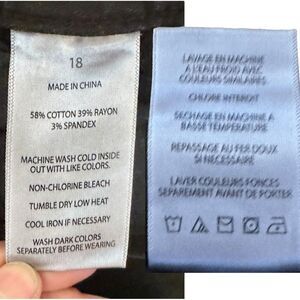 18
MADE IN CHINA
58% COTTON 39% RAYON
3% SPANDEX
MACHINE WASH COLD INSIDE
OUT WITH LIKE COLORS.
NON-CHLORINE BLEACH
TUMBLE DRY LOW HEAT
COOL IRON IF NECESSARY
WASH DARK COLORS
SEPARATELY BEFORE WEARING
LAVAGE EN MACHINE
A L'EAU FROID AVEC
COULEURS SIMILAIRES
CHLORE INTERDIT
SECHAGE EN MACHINE A
BASSE TEMPERATURE
REPASSAGE AU FER DOUX
SI NECESSAIRE
LAVER COULEURS FONCES
SEPAREMENT AVANT DE PORTER